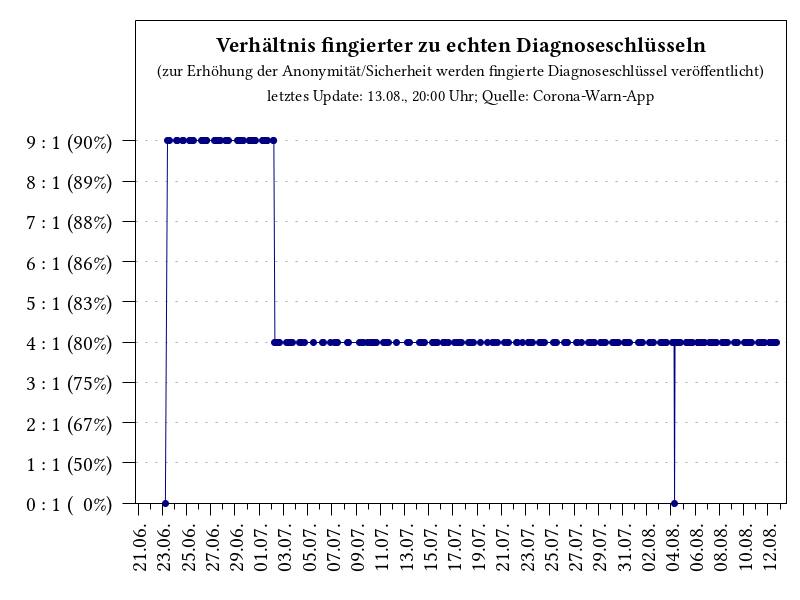 Verhältnis fingierter zu echten Diagnoseschlüsseln
(zur Erhöhung der Anonymität/Sicherheit werden fingierte Diagnoseschlüssel veröffentlicht)
letztes Update: 13.08., 20:00 Uhr; Quelle: Corona-Warn-App
9 : 1 (90%)
8 : 1 (89%)
7 : 1 (88%)
6 : 1 (86%)
5 : 1 (83%)
4 : 1 (80%)
3 : 1 (75%)
2 : 1 (67%)
1 : 1 (50%)
0 : 1 ( 0%)
21.06.
23.06.
25.06.
27.06.
29.06.
01.07.
03.07.
05.07.
07.07.
09.07.
11.07.
13.07.
15.07.
17.07.
19.07.
21.07.
23.07.
25.07.
27.07.
29.07.
31.07.
02.08.
04.08.
06.08.
08.08.
10.08.
12.08.